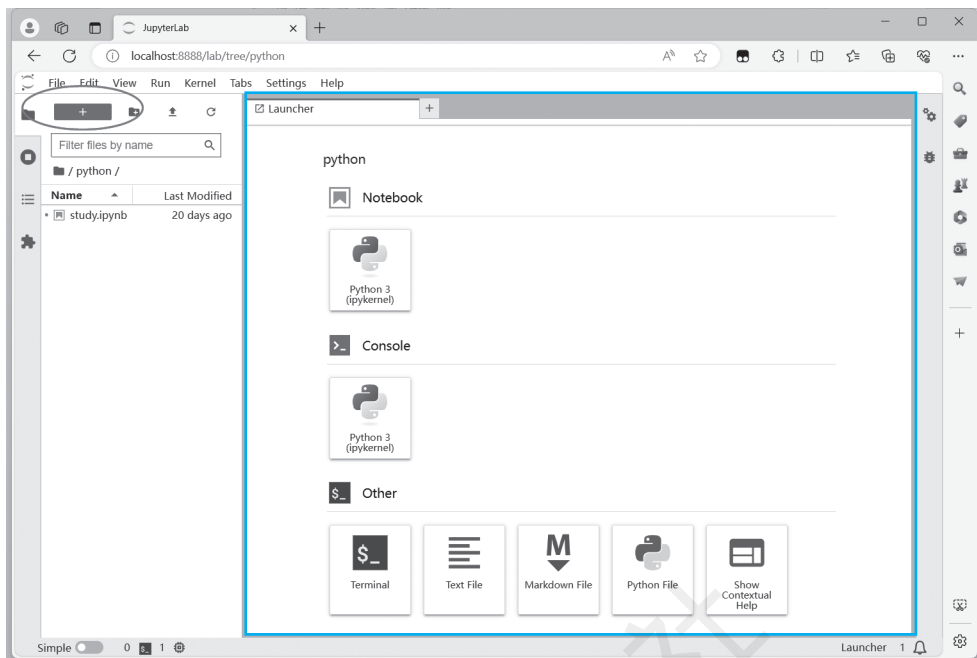 JupyterLab
localhost:8888/lab/tree/python
File Edit View Run Kernel Tabs Settings Help
Launcher
Filter files by name
/ python /
Name Last Modified
study.ipynb 20 days ago
python
Notebook
Python 3
(ipykernel)
Console
Python 3
(ipykernel)
$_ Other
$_
Terminal
Text File
M
Markdown File
Python File
Show
Contextual
Help
Simple 0 $_ 1
Launcher 1